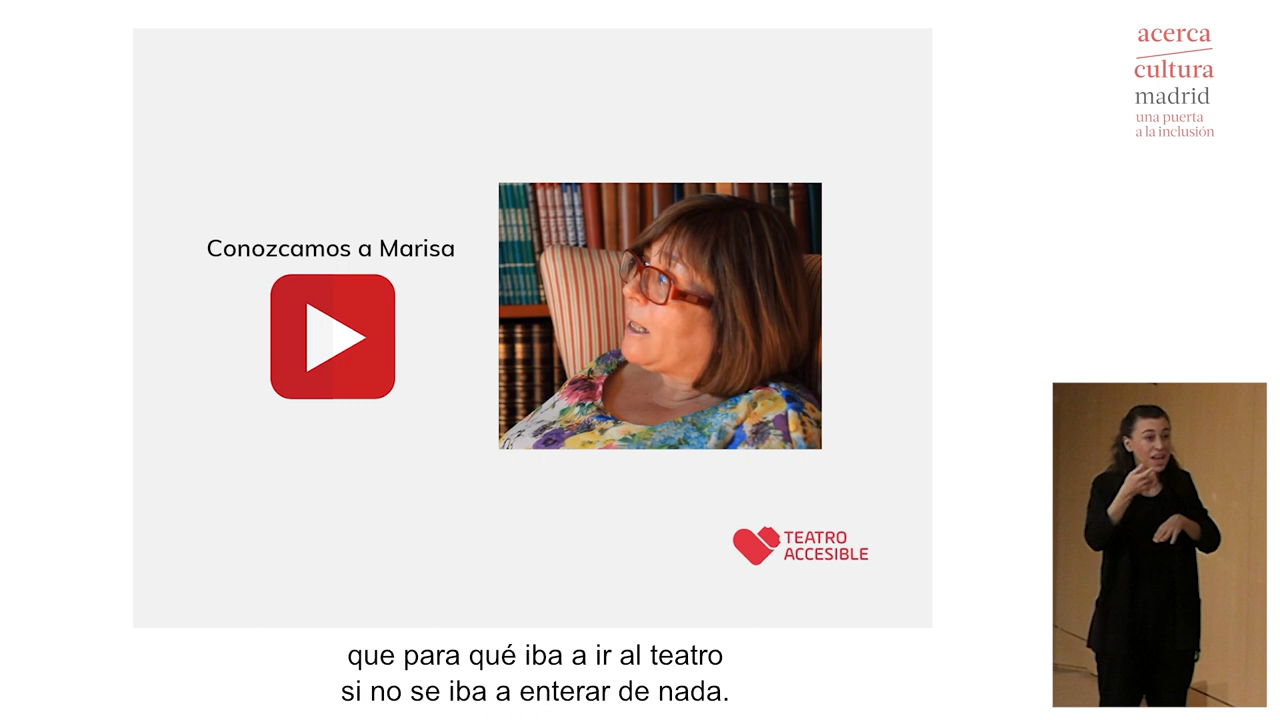 acerca
cultura
madrid
una puerta
a la inclusión
Conozcamos a Marisa
TEATRO
ACCESIBLE
que para qué iba a ir al teatro
si no se iba a enterar de nada.